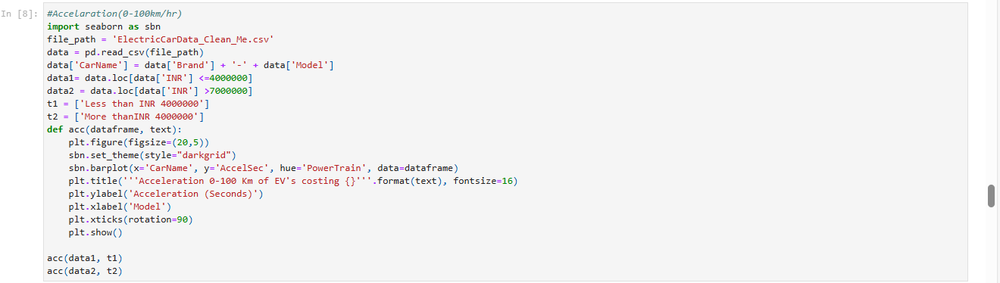 In [8]:
#Accelaration(0-100km/hr)
import seaborn as sbn
file_path = 'ElectricCarData_Clean_Me.csv'
data = pd.read_csv(file_path)
data['CarName'] = data['Brand'] + '-' + data['Model']
data1= data.loc[data['INR'] <=4000000]
data2 = data.loc[data['INR'] >7000000]
t1 = ['Less than INR 4000000']
t2 = ['More thanINR 4000000']
def acc(dataframe, text):
    plt.figure(figsize=(20,5))
    sbn.set_theme(style="darkgrid")
    sbn.barplot(x='CarName', y='AccelSec', hue='PowerTrain', data=dataframe)
    plt.title('''Acceleration 0-100 Km of EV's costing {}'''.format(text), fontsize=16)
    plt.ylabel('Acceleration (Seconds)')
    plt.xlabel('Model')
    plt.xticks(rotation=90)
    plt.show()

acc(data1, t1)
acc(data2, t2)